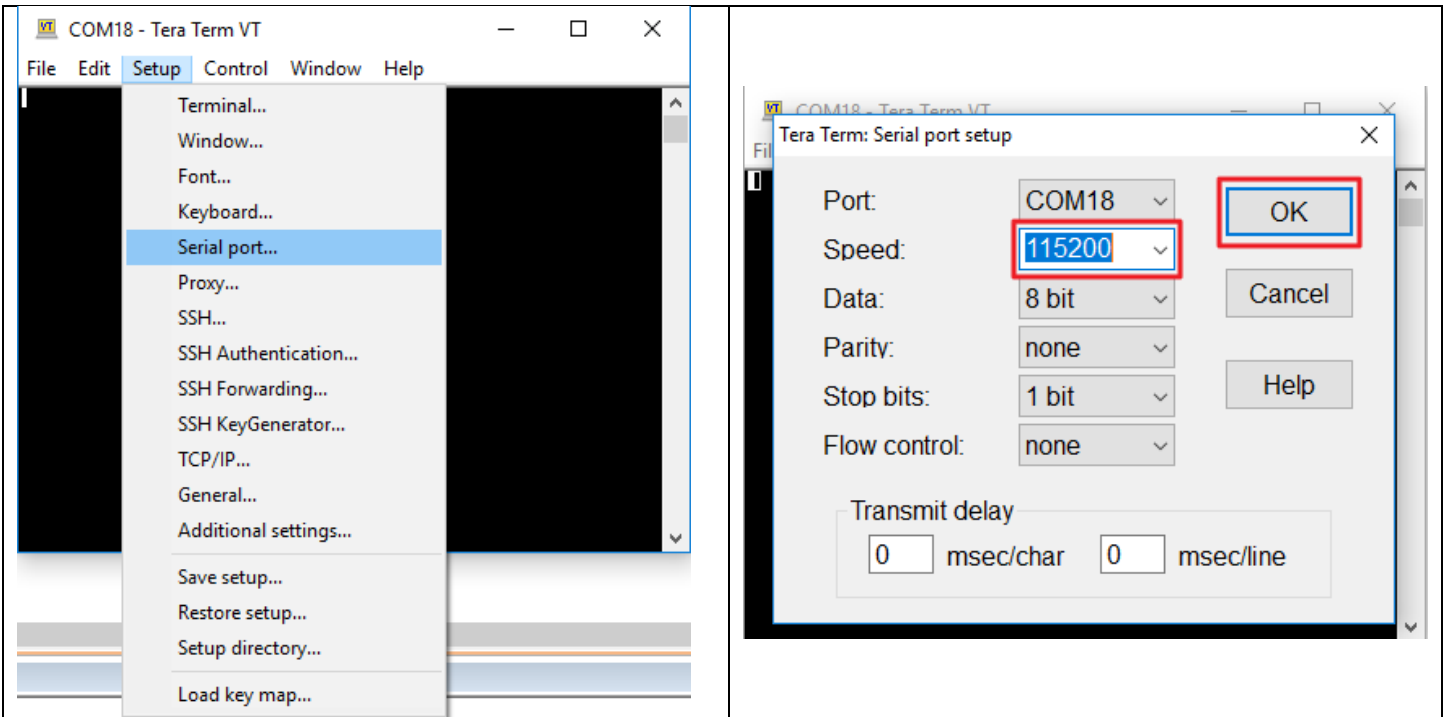 COM18 - Tera Term VT
File Edit Setup Control Window Help
Terminal...
Window...
Font...
Keyboard...
Serial port...
Proxy...
SSH...
SSH Authentication...
SSH Forwarding...
SSH KeyGenerator...
TCP/IP...
General...
Additional settings...
Save setup...
Restore setup...
Setup directory...
Load key map...
COM18 - Tera Term VT
Fil
Tera Term: Serial port setup
Port: COM18 OK
Speed: 115200
Data: 8 bit Cancel
Parity: none
Stop bits: 1 bit Help
Flow control: none
Transmit delay
0 msec/char 0 msec/line